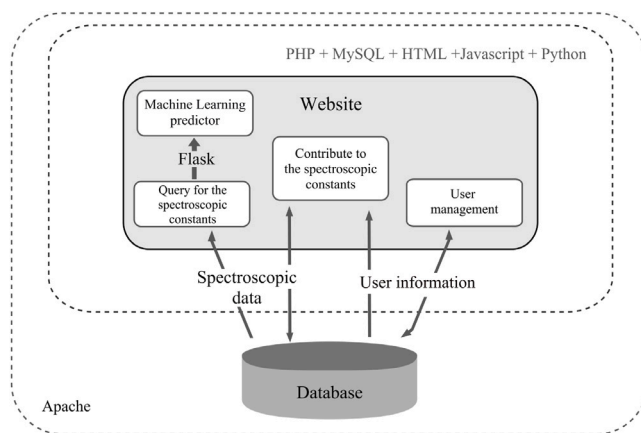 PHP + MySQL + HTML +Javascript + Python
Website
Machine Learning
predictor
Flask
Query for the
spectroscopic
constants
Contribute to
the spectroscopic
constants
User
management
Spectroscopic
data
User information
Database
Apache